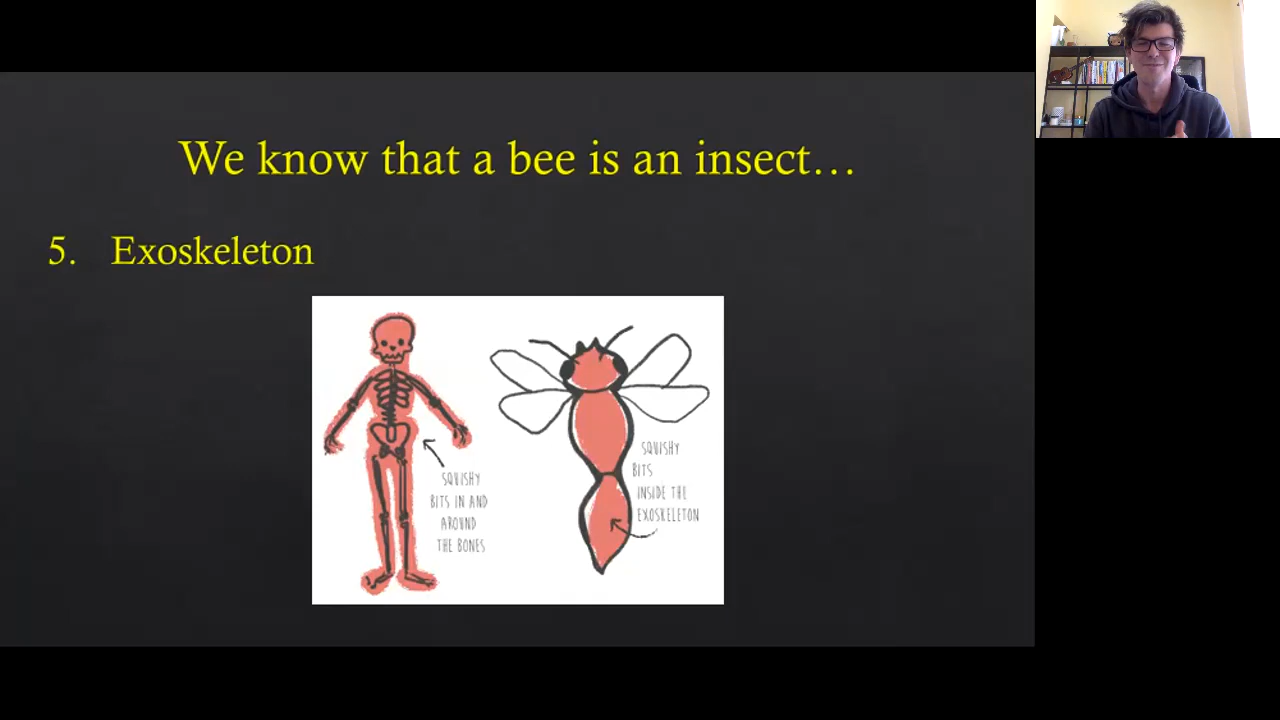 We know that a bee is an insect…
5. Exoskeleton
SQUISHY
BITS IN AND
AROUND
THE BONES
SQUISHY
BITS
INSIDE THE
EXOSKELETON